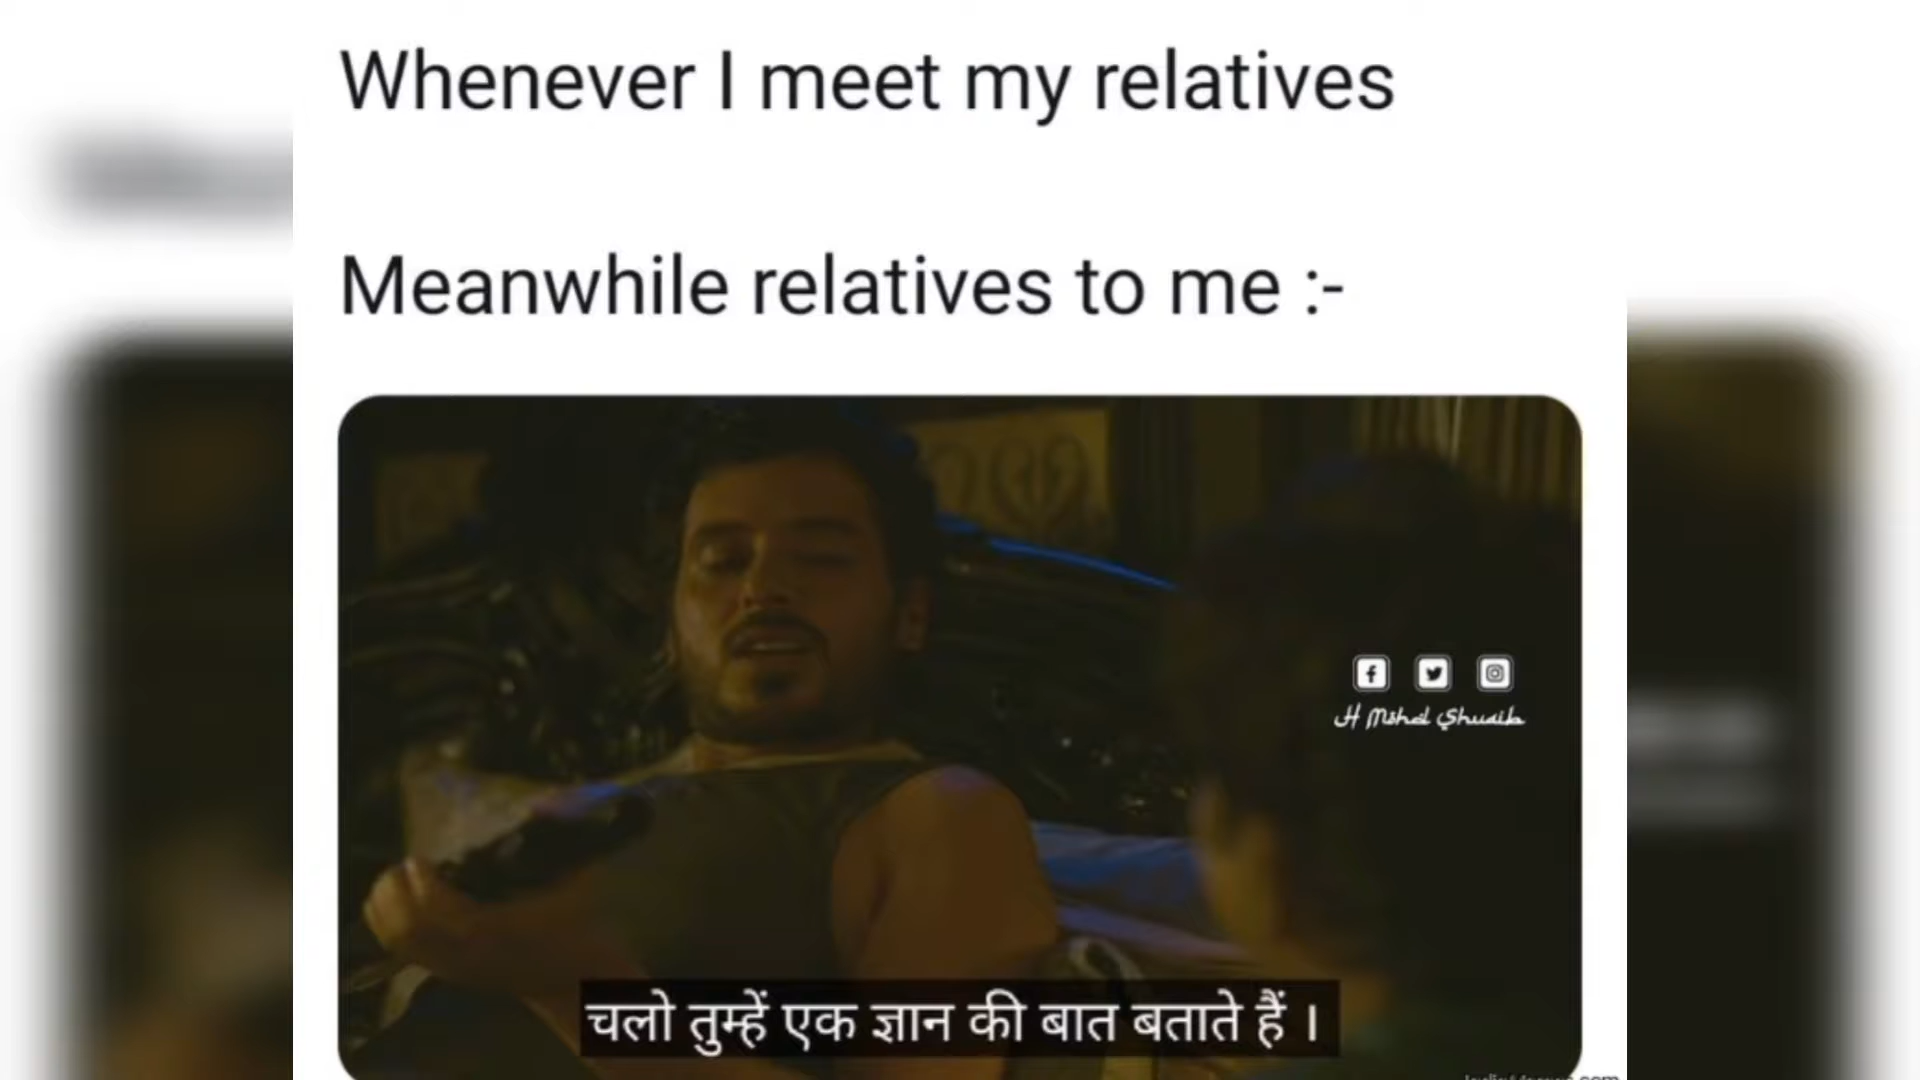 Whenever I meet my relatives
Meanwhile relatives to me :-
H Mohd Shuaib
चलो तुम्हें एक ज्ञान की बात बताते हैं ।